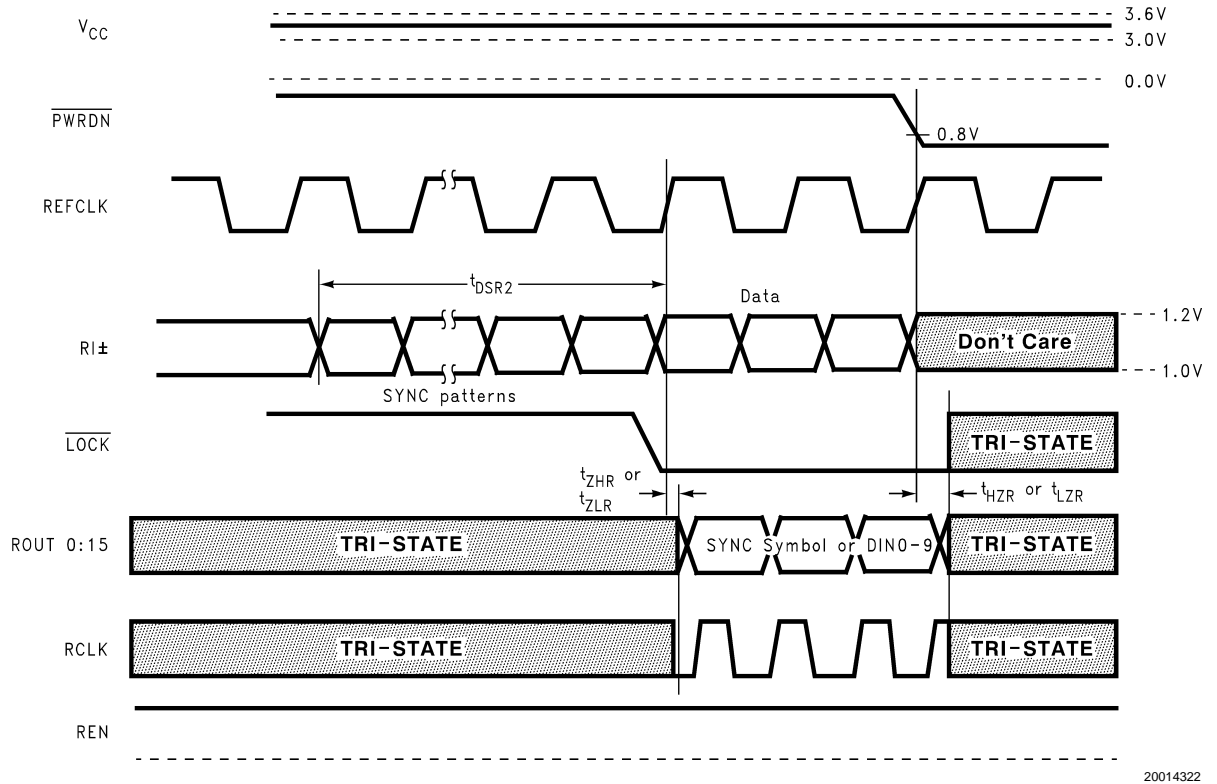 3.6V
V_CC
3.0V
0.0V
PWRDN
0.8V
REFCLK
t_DSR2
Data
1.2V
RI±
Don't Care
1.0V
SYNC patterns
LOCK
TRI-STATE
t_ZHR or
t_ZLR
t_HZR or t_LZR
ROUT 0:15
TRI-STATE
SYNC Symbol or DIN0-9
TRI-STATE
RCLK
TRI-STATE
TRI-STATE
REN
20014322